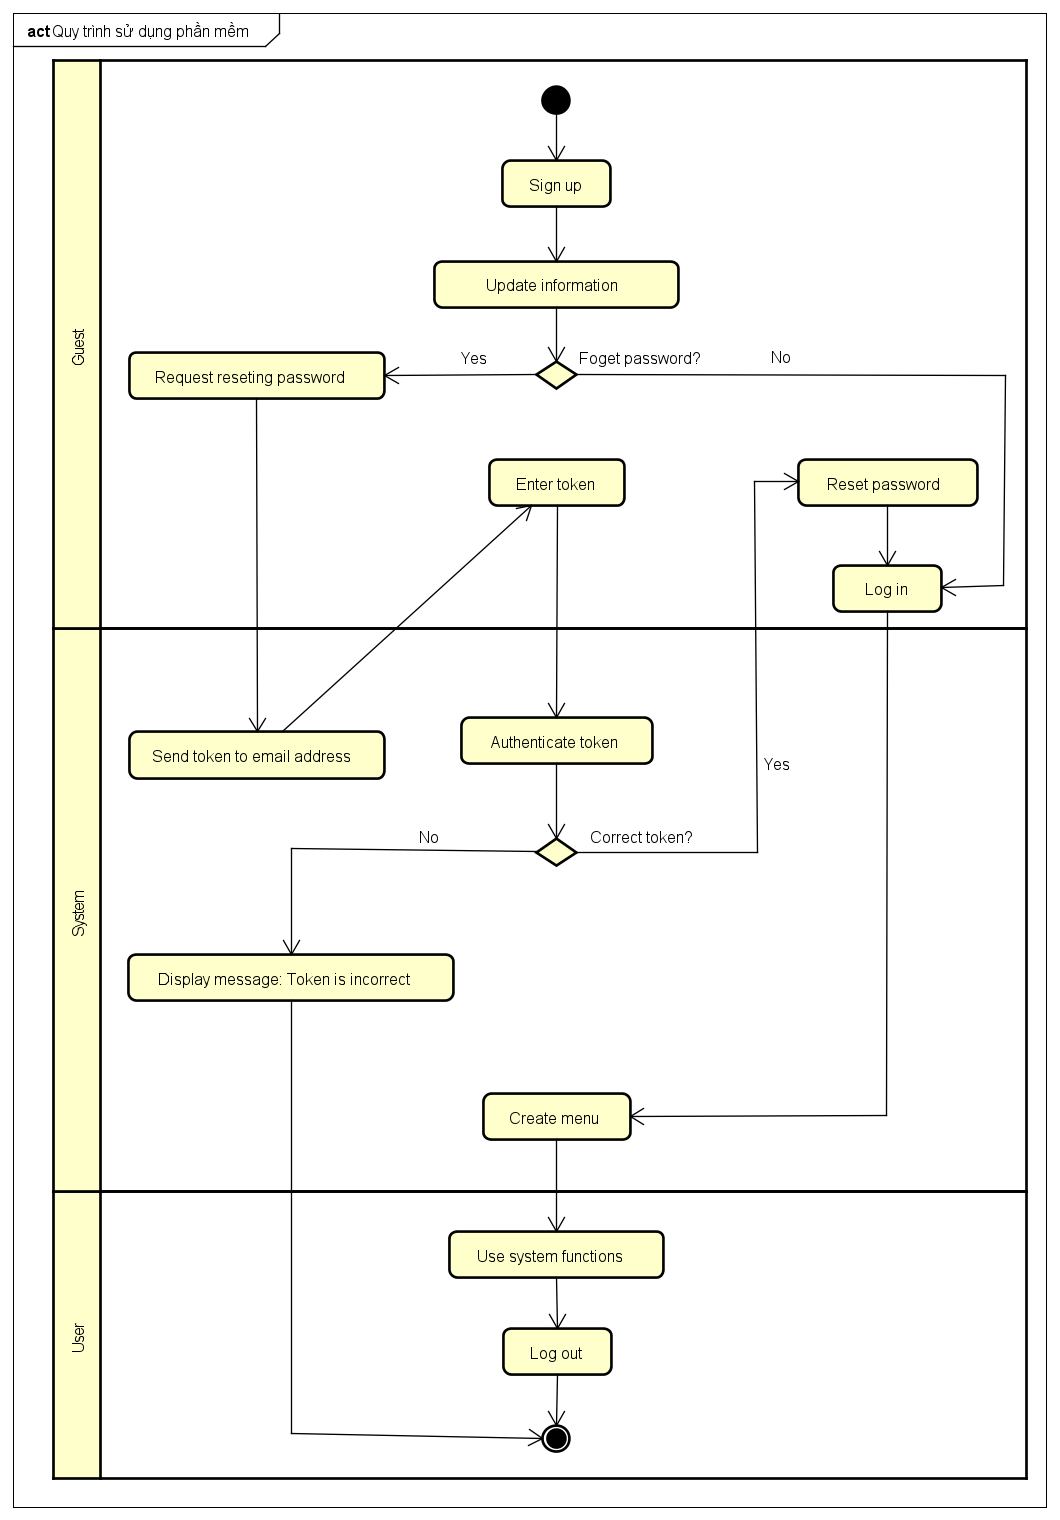 act Quy trình sử dụng phần mềm
Guest
Sign up
Update information
Yes
Foget password?
No
Request reseting password
Enter token
Reset password
Log in
System
Send token to email address
Authenticate token
Yes
No
Correct token?
Display message: Token is incorrect
Create menu
User
Use system functions
Log out